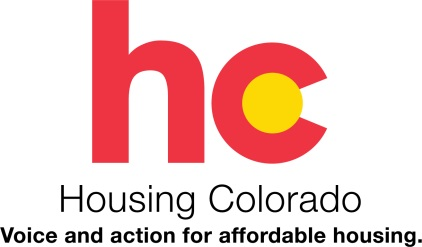 hc
Housing Colorado
Voice and action for affordable housing.